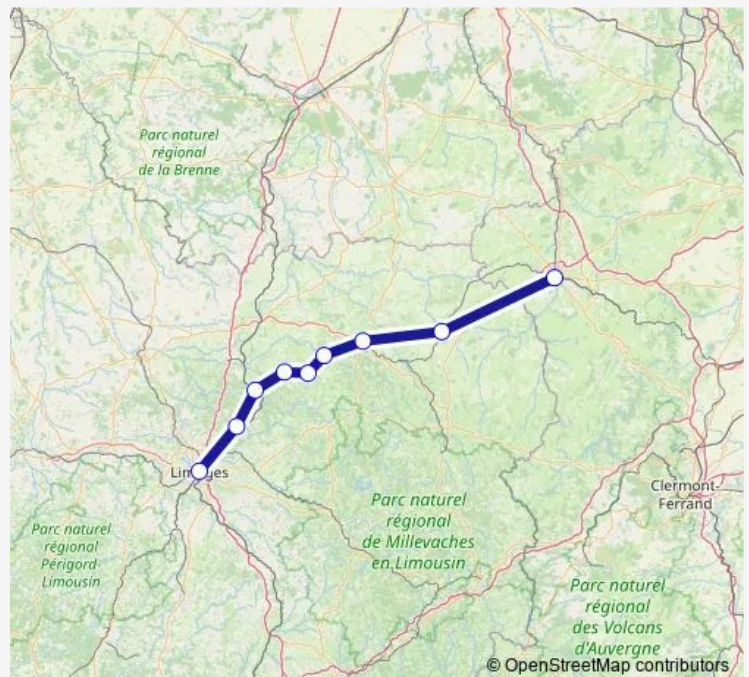 Parc naturel
régional
de la Brenne
Limoges
Clermont-
Ferrand
Parc naturel
régional
de Millevaches
en Limousin
Parc naturel
régional
Périgord-
Limousin
Parc naturel
régional
des Volcans
d'Auvergne
© OpenStreetMap contributors